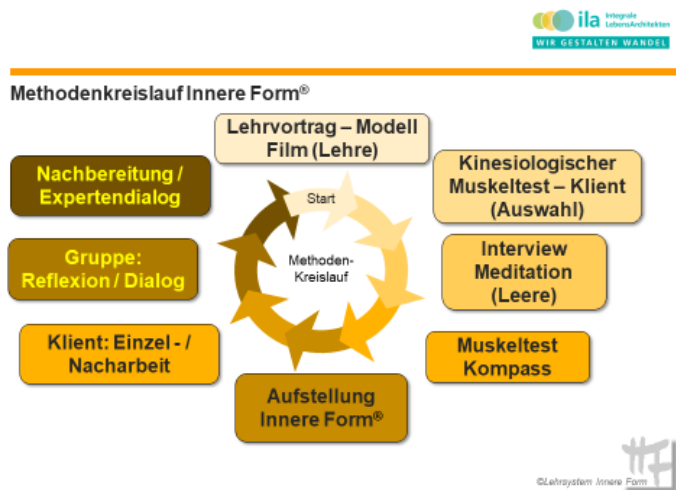 ila Integrale
LebensArchitekten
WIR GESTALTEN WANDEL
Methodenkreislauf Innere Form®
Lehrvortrag – Modell
Film (Lehre)
Kinesiologischer
Muskeltest – Klient
(Auswahl)
Interview
Meditation
(Leere)
Muskeltest
Kompass
Aufstellung
Innere Form®
Klient: Einzel - /
Nacharbeit
Gruppe:
Reflexion / Dialog
Nachbereitung /
Expertendialog
Start
Methoden-
Kreislauf
©Lehrsystem Innere Form